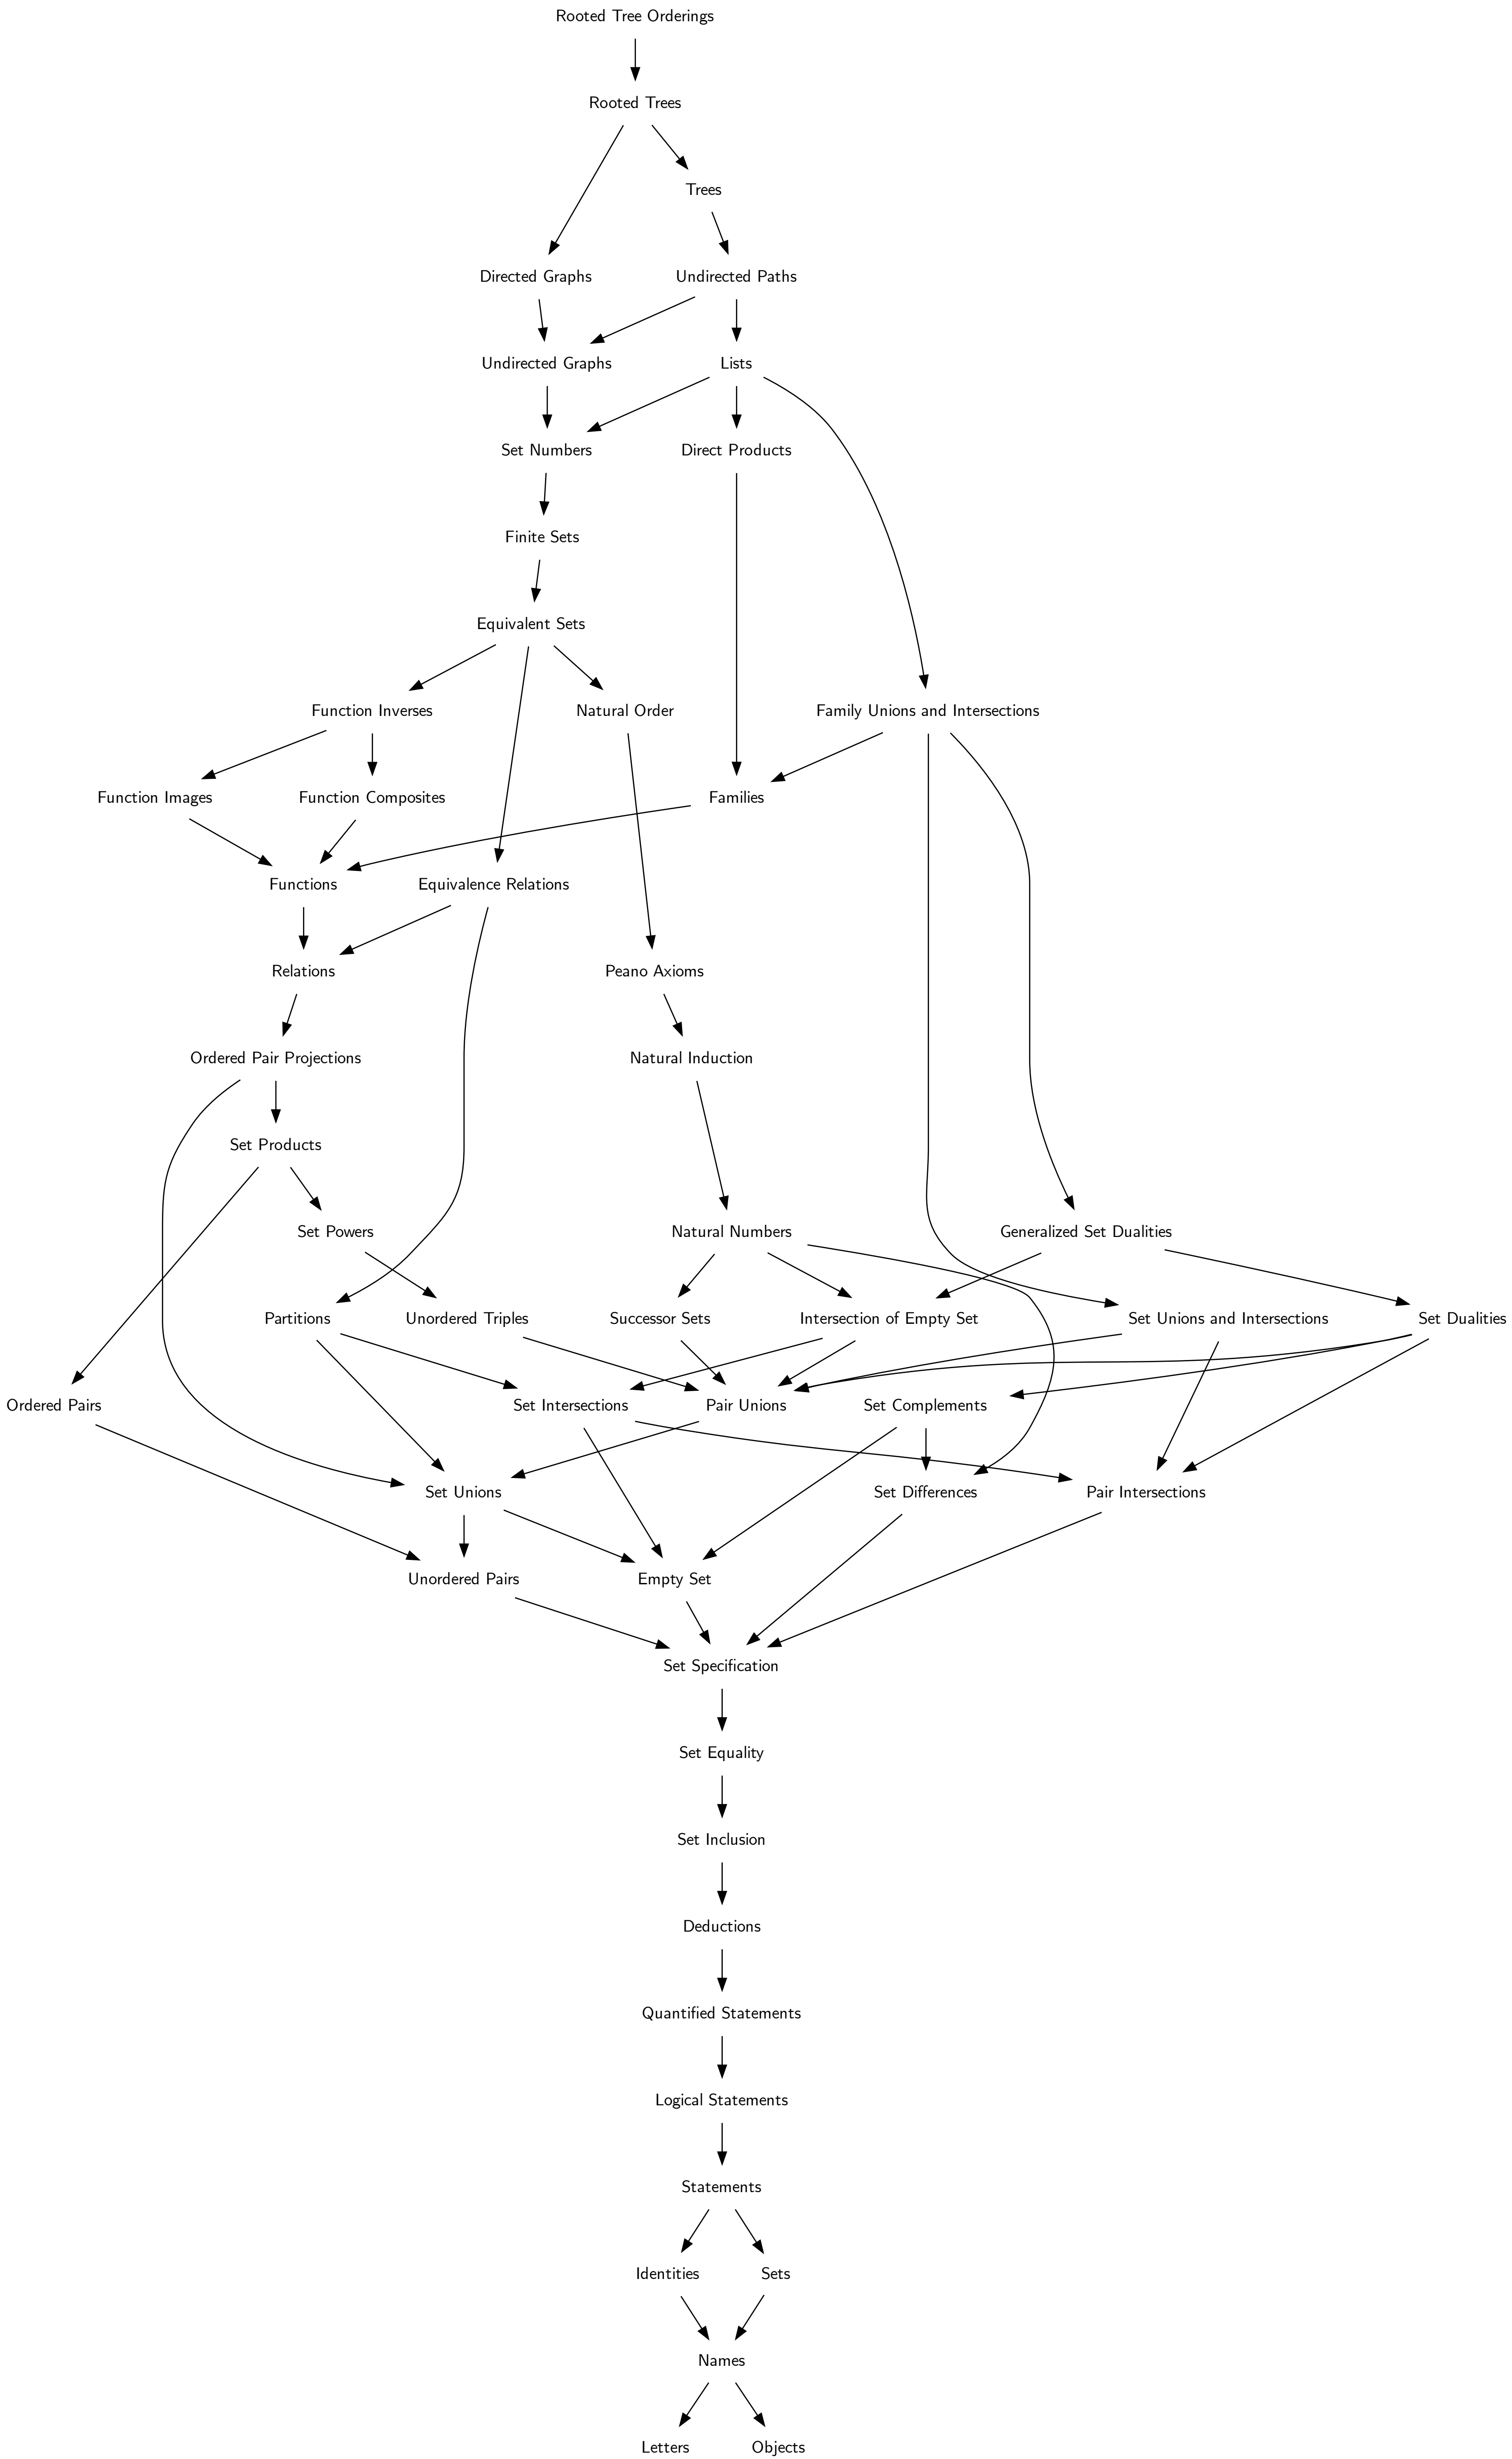 Rooted Tree Orderings
Rooted Trees
Trees
Directed Graphs
Undirected Paths
Undirected Graphs
Lists
Set Numbers
Direct Products
Finite Sets
Equivalent Sets
Function Inverses
Natural Order
Family Unions and Intersections
Function Images
Function Composites
Families
Functions
Equivalence Relations
Relations
Peano Axioms
Ordered Pair Projections
Natural Induction
Set Products
Set Powers
Natural Numbers
Generalized Set Dualities
Partitions
Unordered Triples
Successor Sets
Intersection of Empty Set
Set Unions and Intersections
Set Dualities
Ordered Pairs
Set Intersections
Pair Unions
Set Complements
Set Unions
Set Differences
Pair Intersections
Unordered Pairs
Empty Set
Set Specification
Set Equality
Set Inclusion
Deductions
Quantified Statements
Logical Statements
Statements
Identities
Sets
Names
Letters
Objects